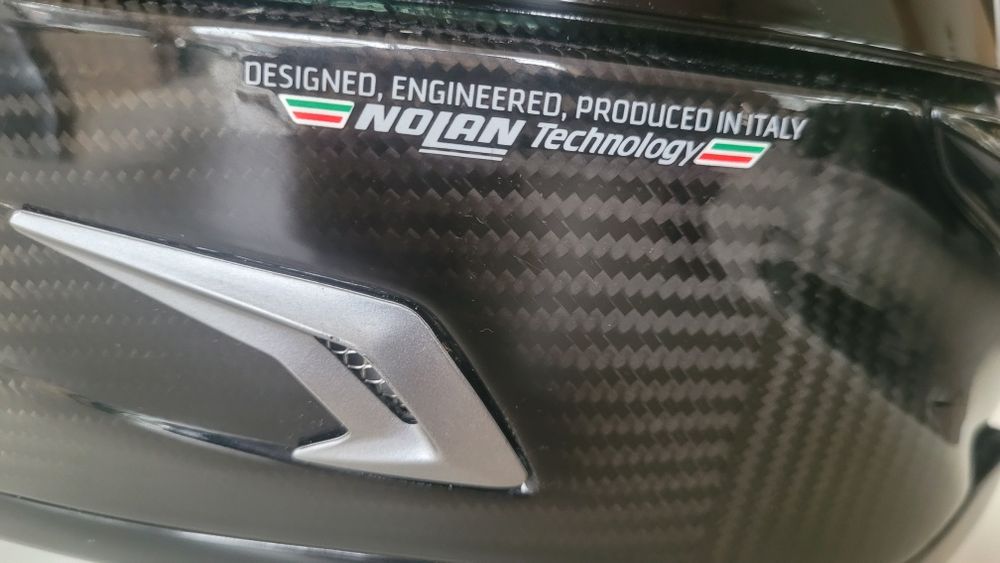 DESIGNED, ENGINEERED, PRODUCED IN ITALY
NOLAN Technology